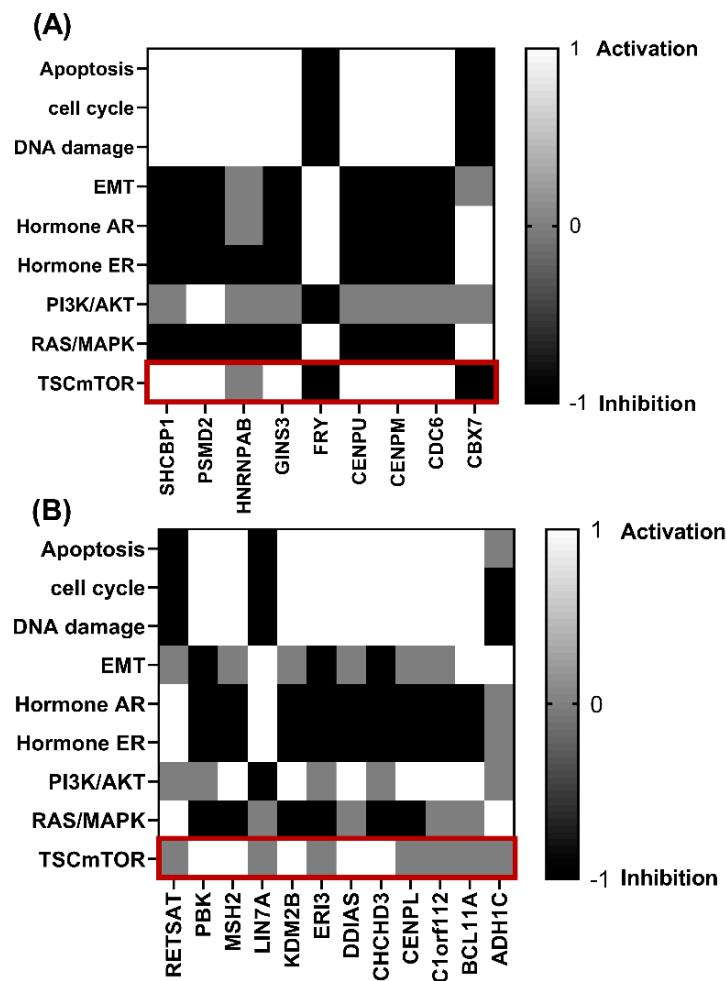 (A)
Apoptosis
cell cycle
DNA damage
EMT
Hormone AR
Hormone ER
PI3K/AKT
RAS/MAPK
TSCmTOR
SHCBP1
PSMD2
HNRNPAB
GINS3
FRY
CENPU
CENPM
CDC6
CBX7
1 Activation
0
-1 Inhibition
(B)
Apoptosis
cell cycle
DNA damage
EMT
Hormone AR
Hormone ER
PI3K/AKT
RAS/MAPK
TSCmTOR
RETSAT
PBK
MSH2
LIN7A
KDM2B
ERI3
DDIAS
CHCHD3
CENPL
C1orf112
BCL11A
ADH1C
1 Activation
0
-1 Inhibition